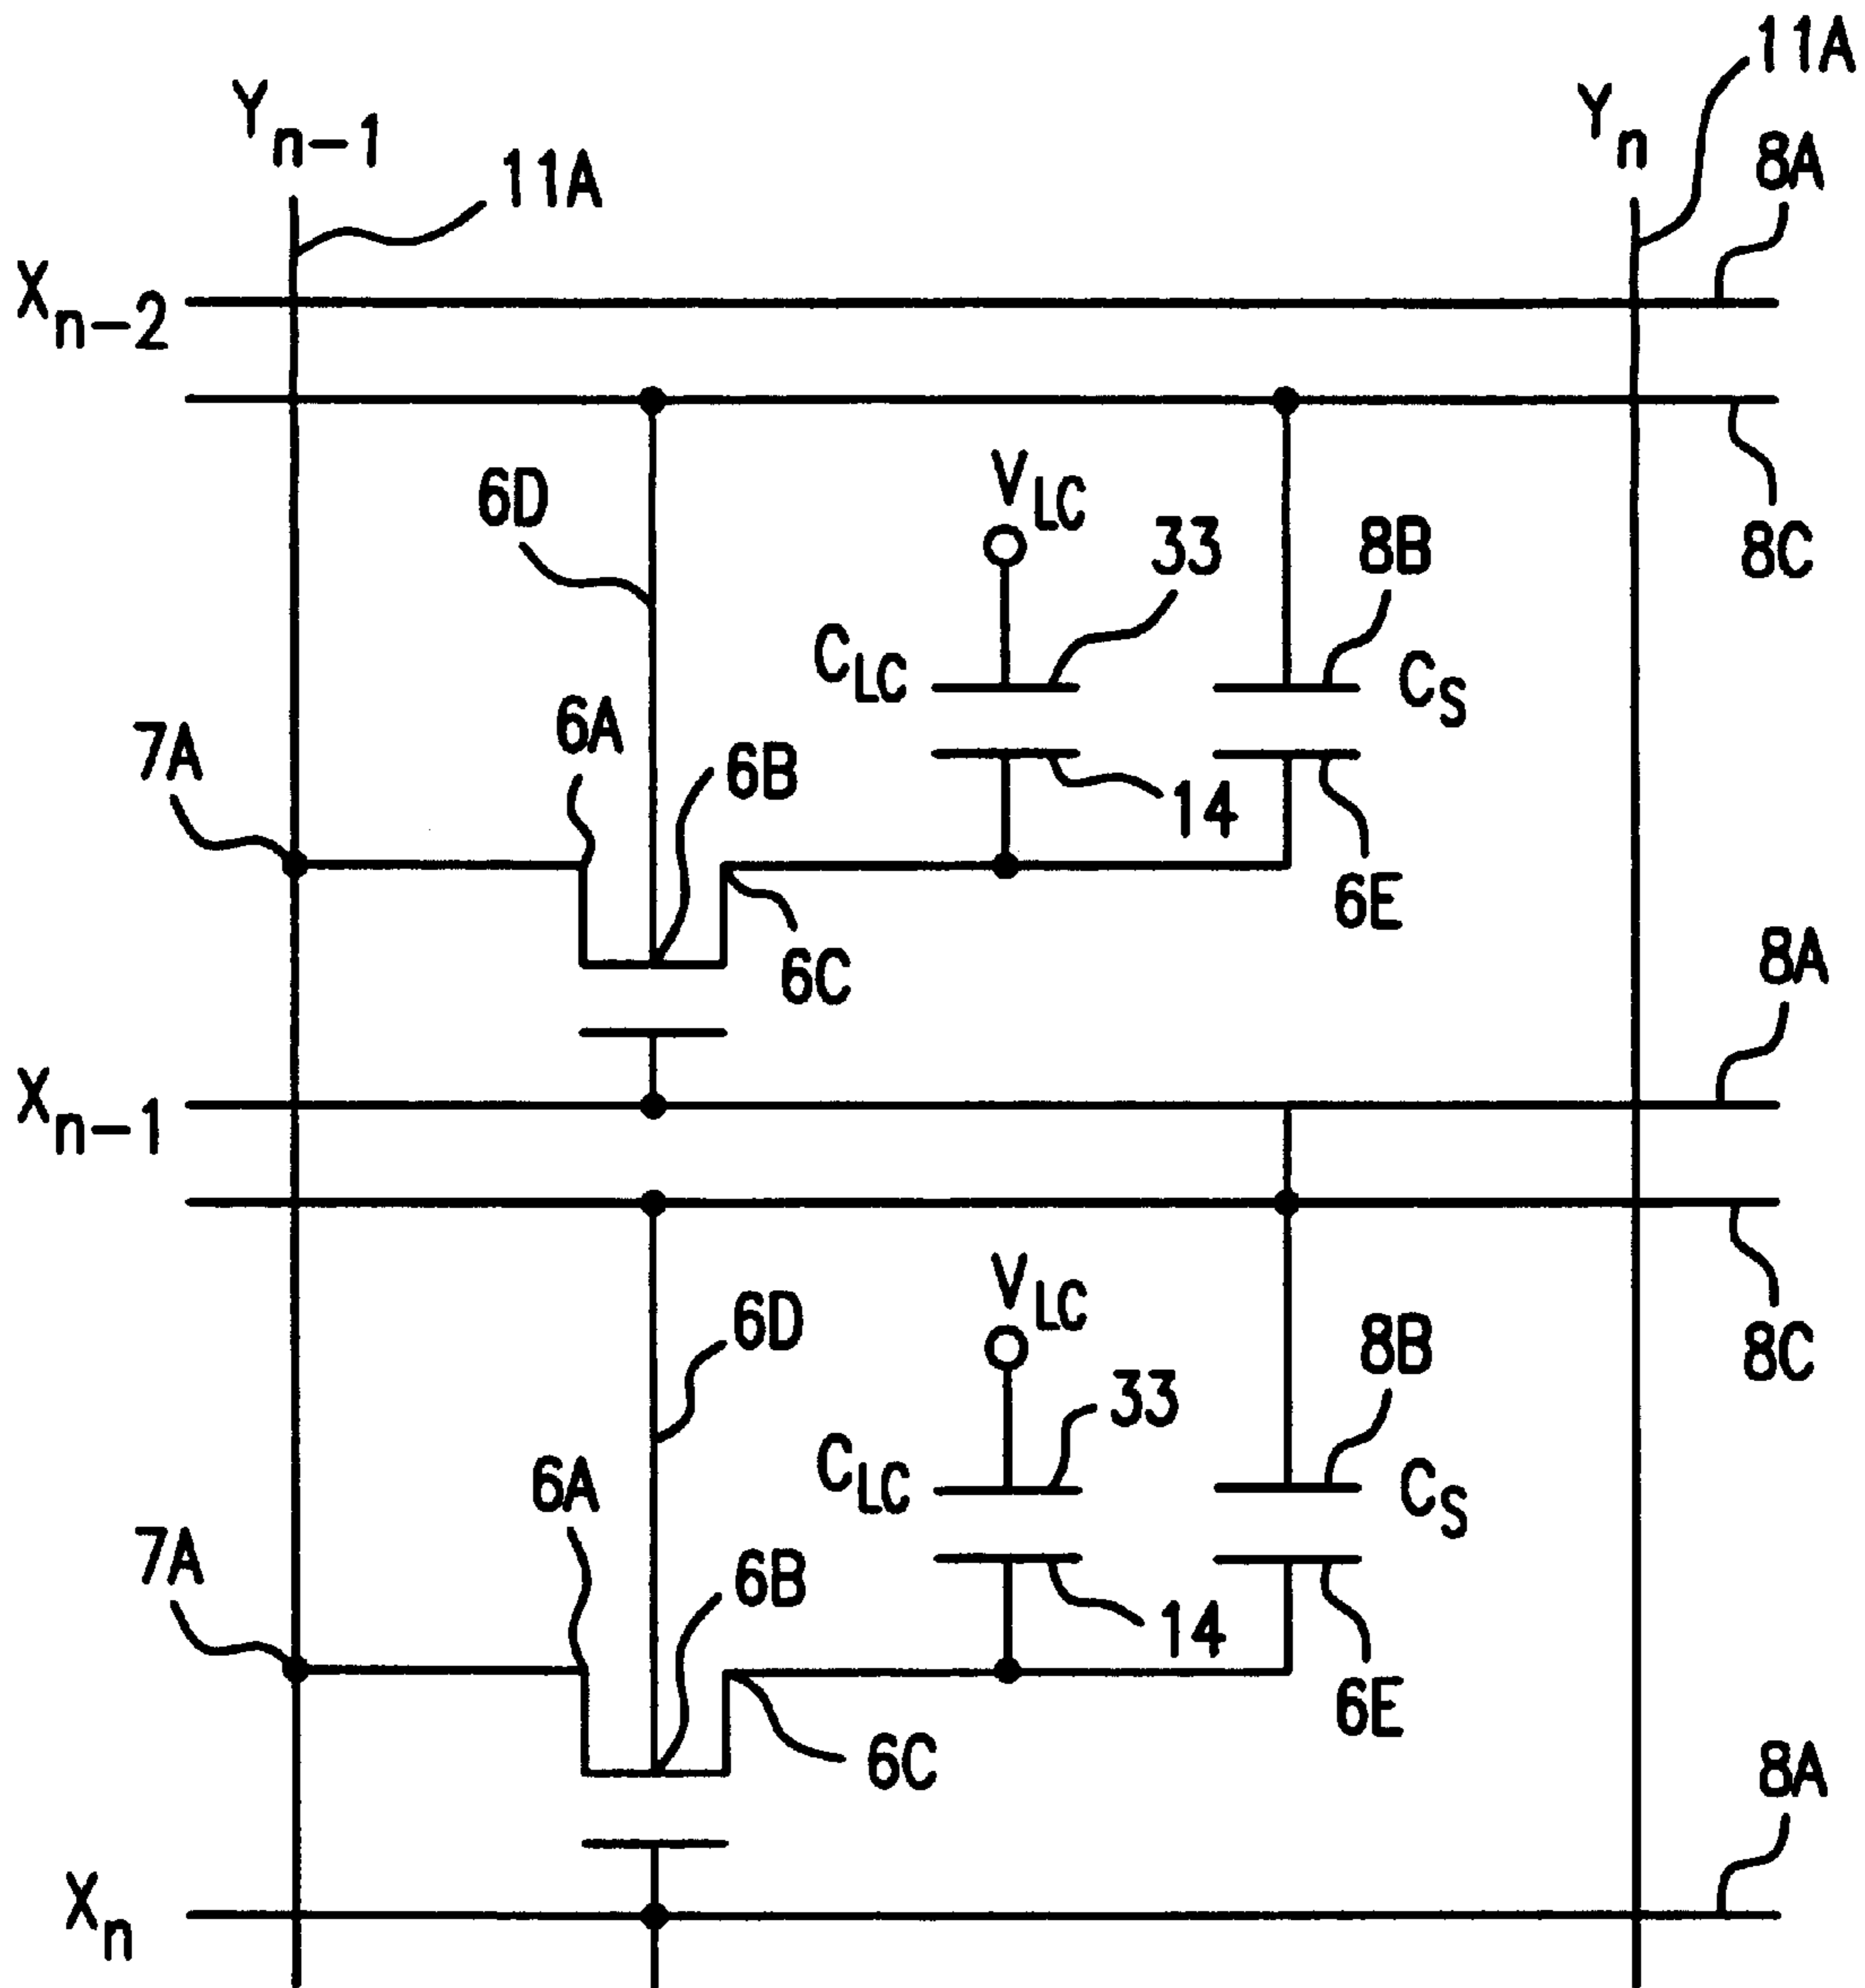 11A
Yn-1
Yn
11A
8A
Xn-2
6D
VLC
33
8B
8C
CLC
CS
7A
6A
6B
14
6C
6E
8A
Xn-1
VLC
6D
33
8B
8C
CLC
CS
6A
7A
6B
14
6C
6E
8A
Xn